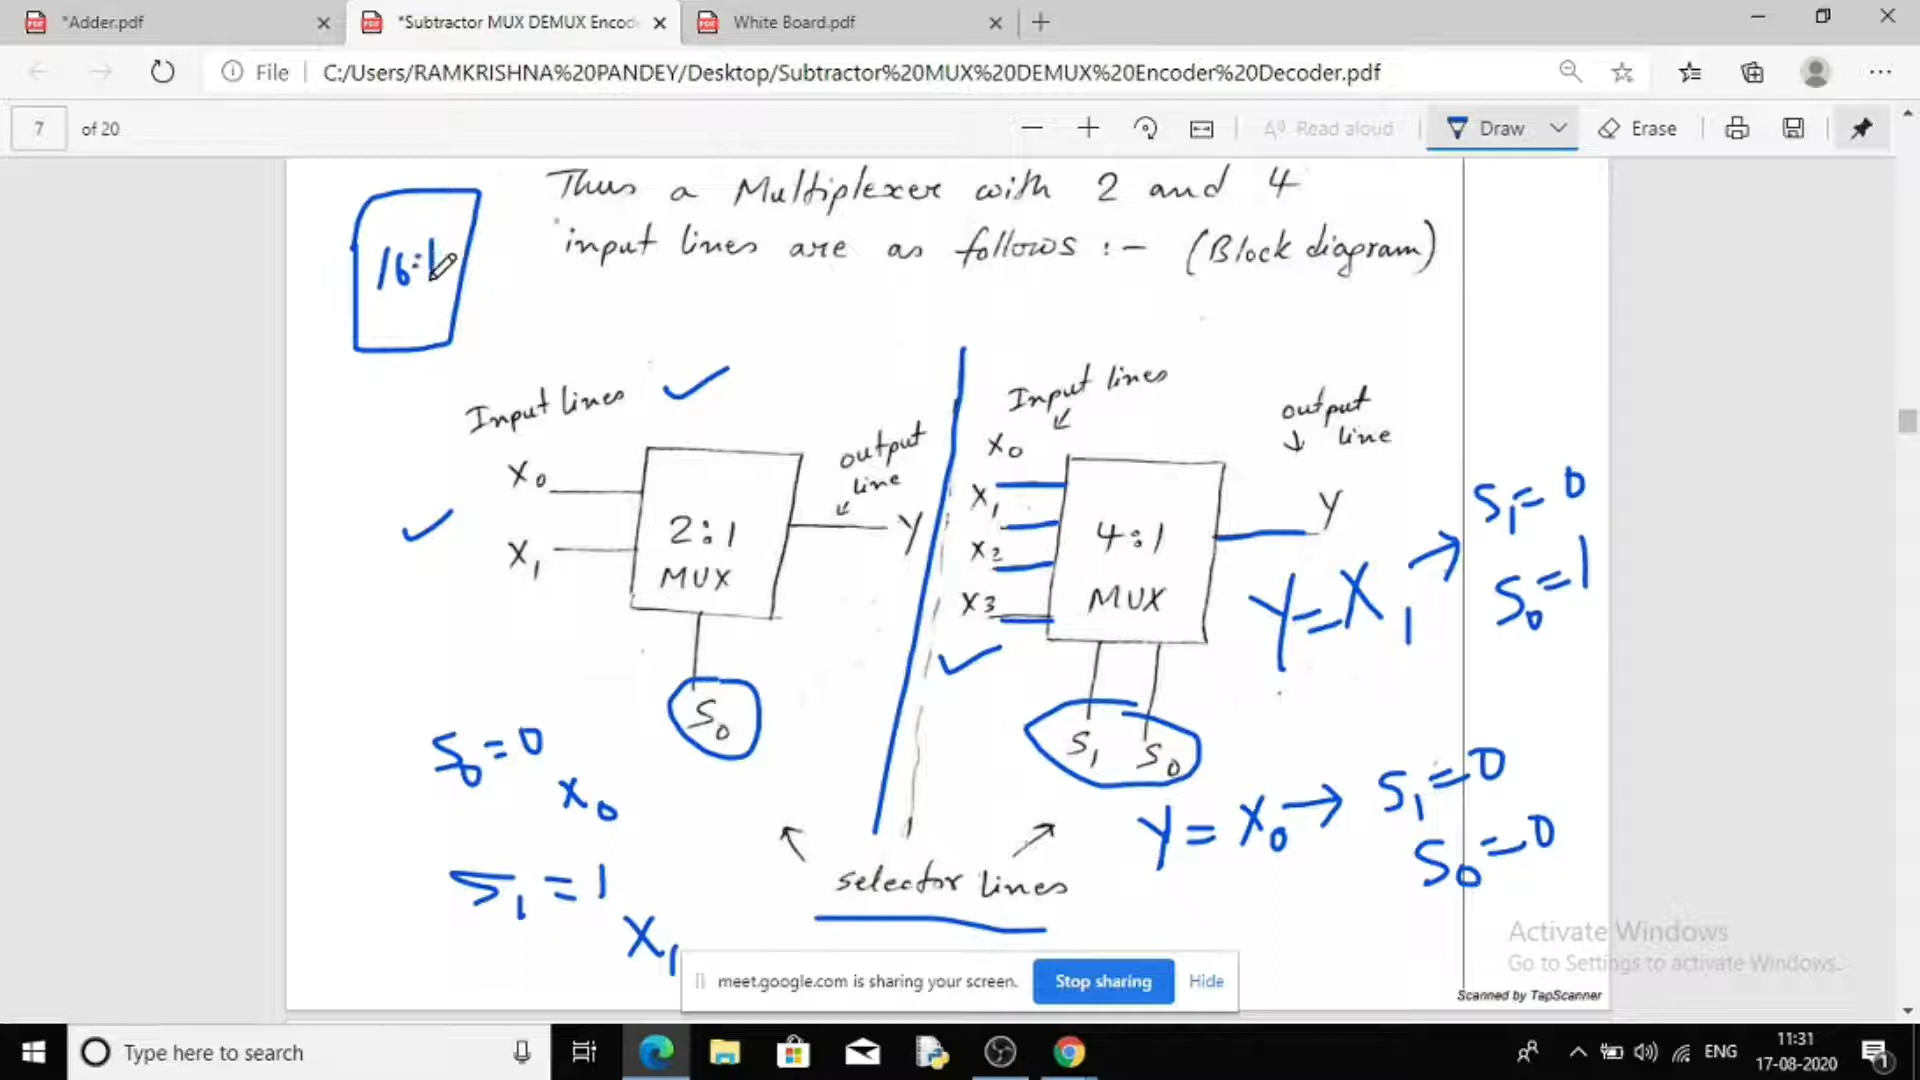 *Adder.pdf
*Subtractor MUX DEMUX Encod
White Board.pdf
File
C:/Users/RAMKRISHNA%20PANDEY/Desktop/Subtractor%20MUX%20DEMUX%20Encoder%20Decoder.pdf
7 of 20
Read aloud
Draw
Erase
Thus a Multiplexer with 2 and 4
input lines are as follows :- (Block diagram)
16:1
Input lines
X0
X1
2:1
MUX
output
line
Y
S0
S0=0
X0
S1=1
X1
Input lines
X0
X1
X2
X3
4:1
MUX
output
line
Y
S1 S0
Y=X1 → S1=0
S0=1
Y=X0 → S1=0
S0=0
selector lines
Activate Windows
Go to Settings to activate Windows.
meet.google.com is sharing your screen.
Stop sharing
Hide
Scanned by TapScanner
Type here to search
ENG
11:31
17-08-2020
1